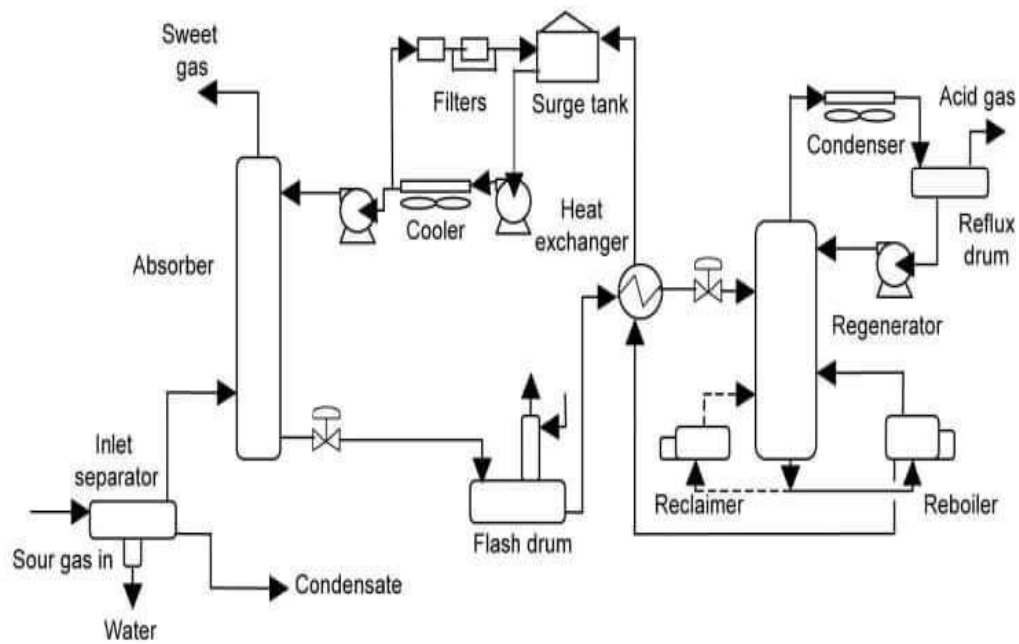 Sweet
gas
Filters
Surge tank
Acid gas
Condenser
Cooler
Heat
exchanger
Reflux
drum
Absorber
Regenerator
Inlet
separator
Reclaimer
Reboiler
Flash drum
Sour gas in
Condensate
Water